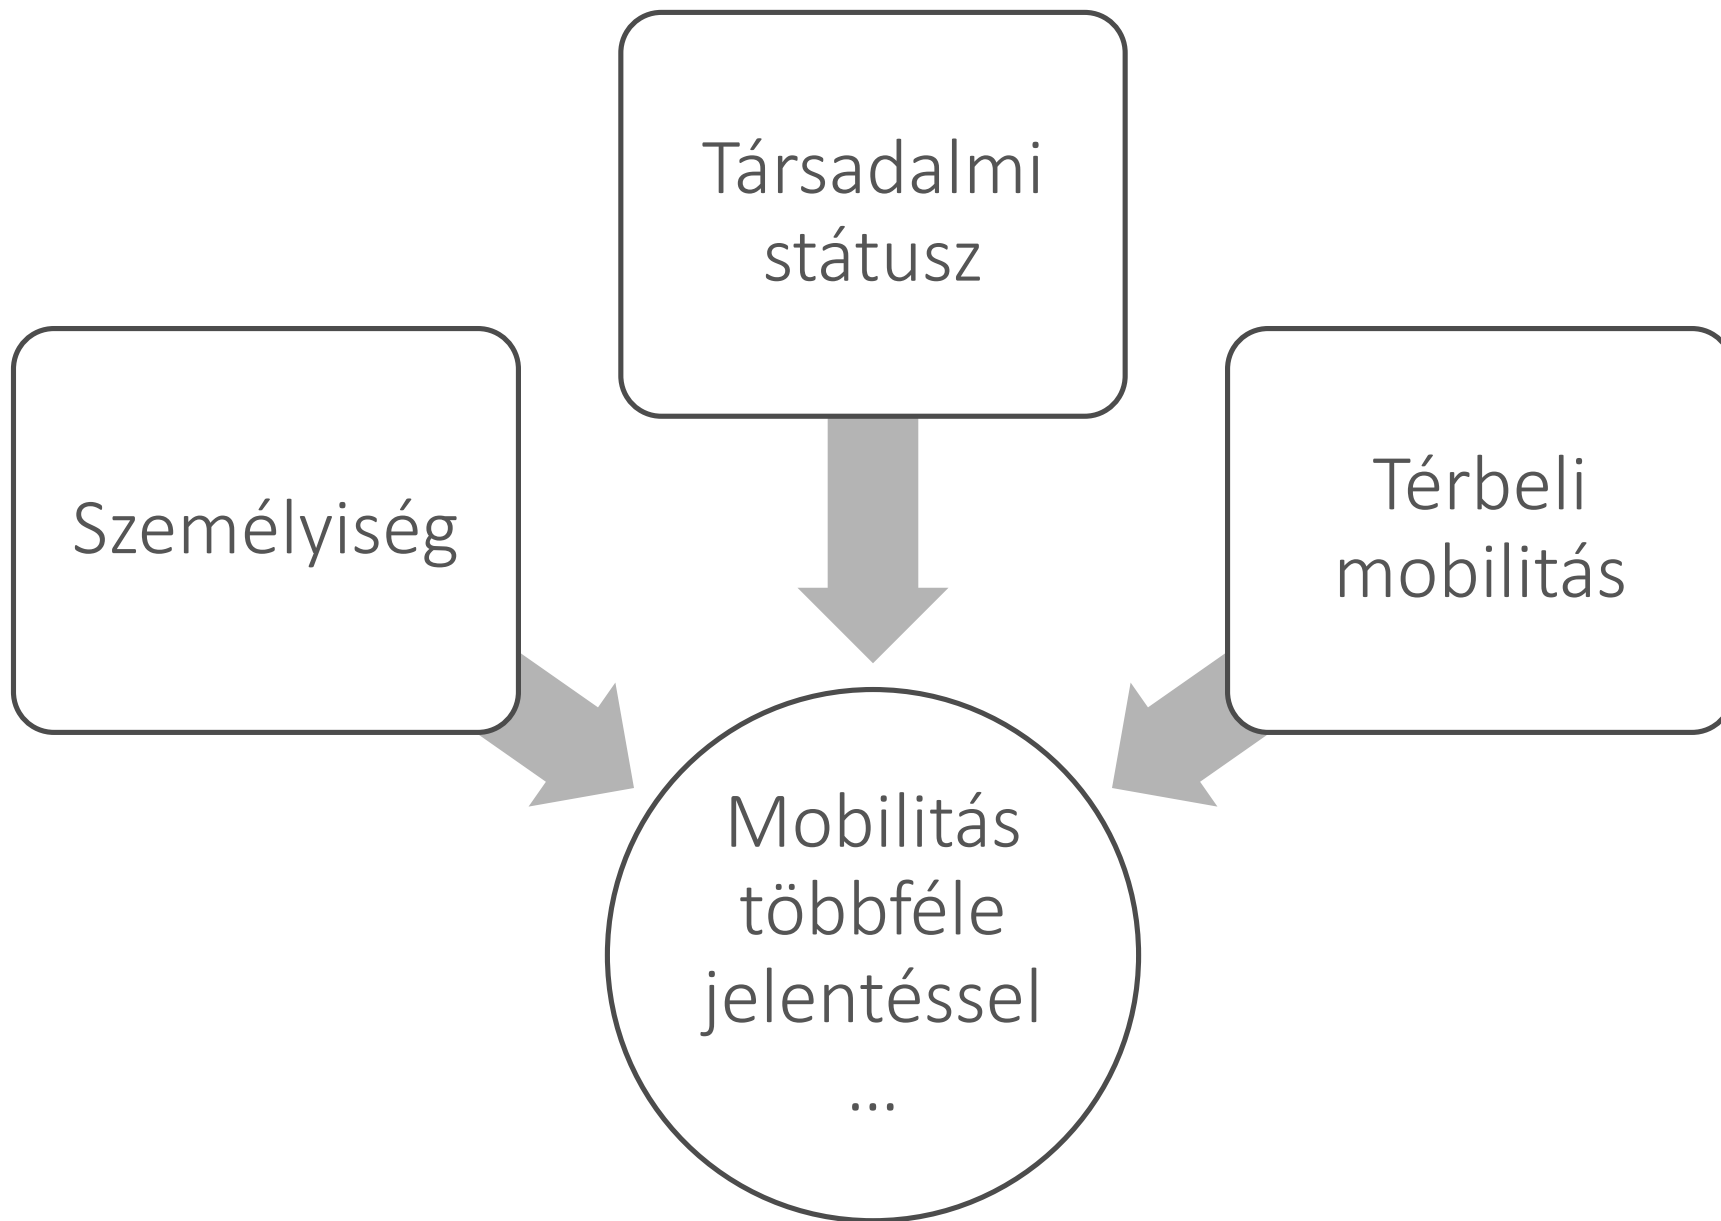 Társadalmi
státusz
Személyiség
Térbeli
mobilitás
Mobilitás
többféle
jelentéssel
...